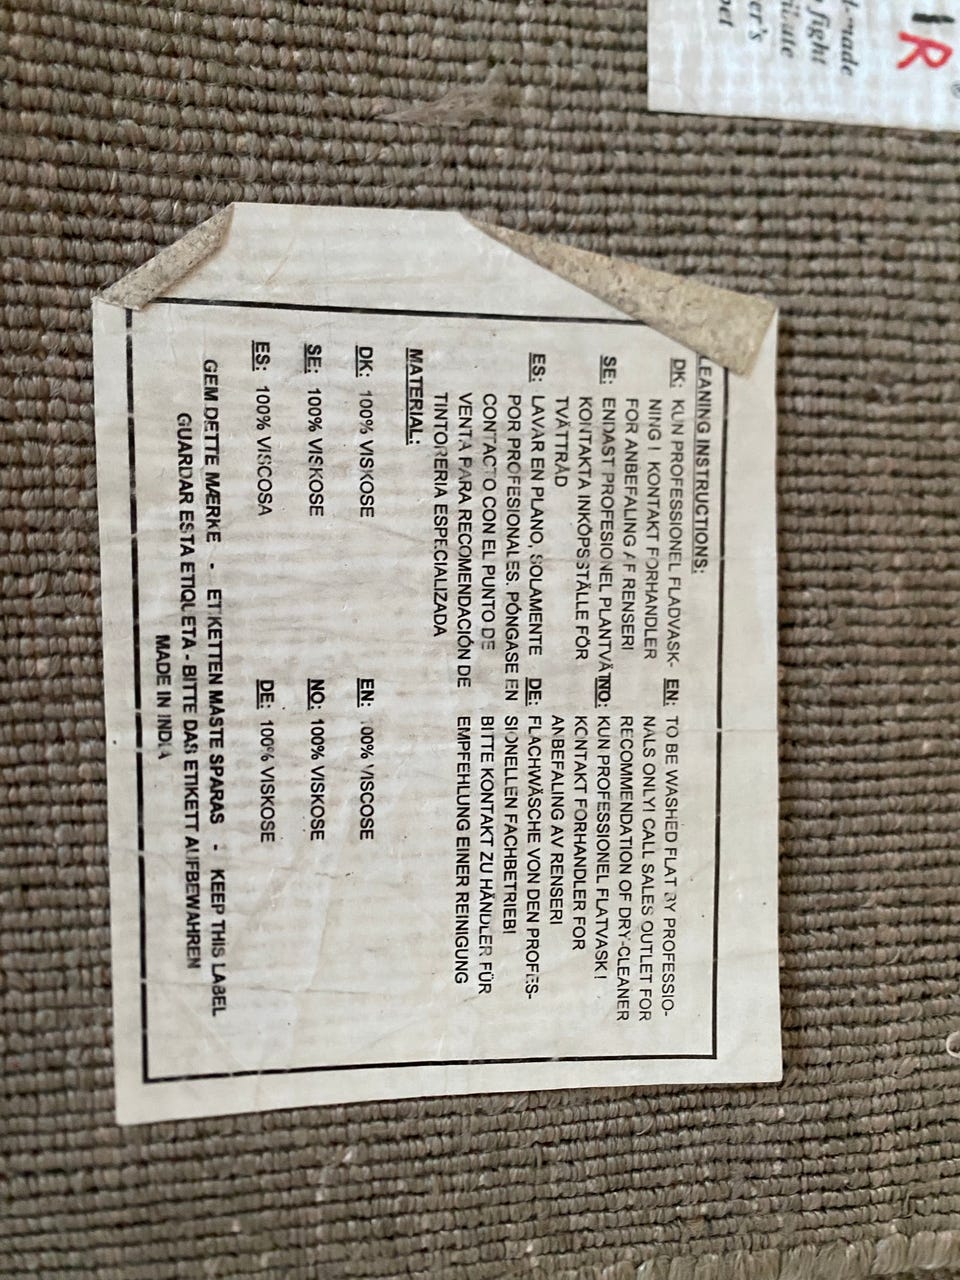 LEANING INSTRUCTIONS:
DK: KUN PROFESSIONEL FLADVASK-
NING ! KONTAKT FORHANDLER
FOR ANBEFALING AF RENSERI
SE: ENDAST PROFESIONEL PLANTVÄ
KONTAKTA INKÖPSSTÄLLE FÖR
TVÄTTRÅD
ES: LAVAR EN PLANO, SOLAMENTE
POR PROFESIONALES. PÓNGASE EN
CONTACTO CON EL PUNTO DE
VENTA PARA RECOMENDACIÓN DE
TINTORERIA ESPECIALIZADA
EN: TO BE WASHED FLAT BY PROFESSIO-
NALS ONLY! CALL SALES OUTLET FOR
RECOMMENDATION OF DRY-CLEANER
NO: KUN PROFESSIONEL FLATVASK !
KONTAKT FORHANDLER FOR
ANBEFALING AV RENSERI
DE: FLACHWÄSCHE VON DEN PROFES-
SIONELLEN FACHBETRIEB!
BITTE KONTAKT ZU HÄNDLER FÜR
EMPFEHLUNG EINER REINIGUNG
MATERIAL:
DK: 100% VISKOSE
EN: 100% VISCOSE
SE: 100% VISKOSE
NO: 100% VISKOSE
ES: 100% VISCOSA
DE: 100% VISKOSE
GEM DETTE MÆRKE - ETIKETTEN MÅSTE SPARAS - KEEP THIS LABEL
GUARDAR ESTA ETIQUETA - BITTE DAS ETIKETT AUFBEWAHREN
MADE IN INDIA
R ®
d-made
fight
er's